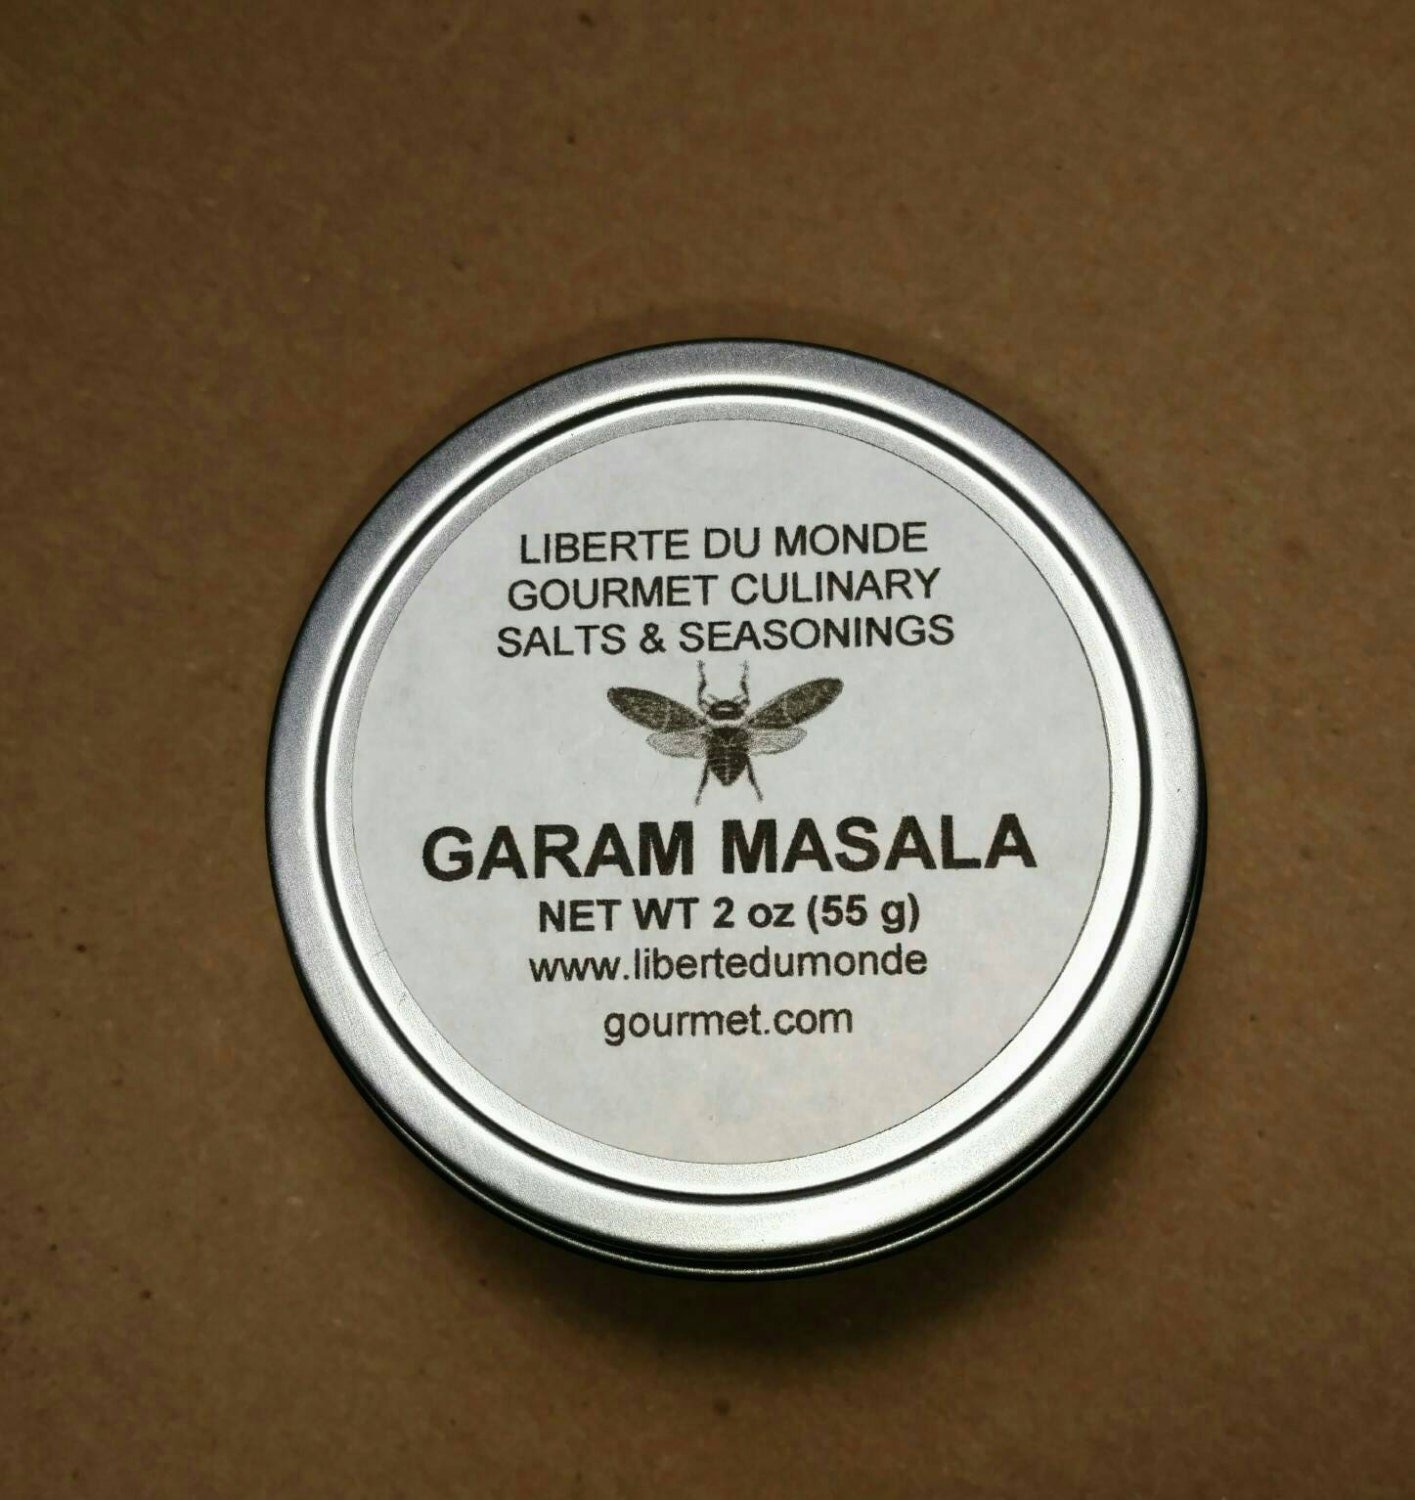 LIBERTE DU MONDE
GOURMET CULINARY
SALTS & SEASONINGS
GARAM MASALA
NET WT 2 oz (55 g)
www.libertedumonde
gourmet.com